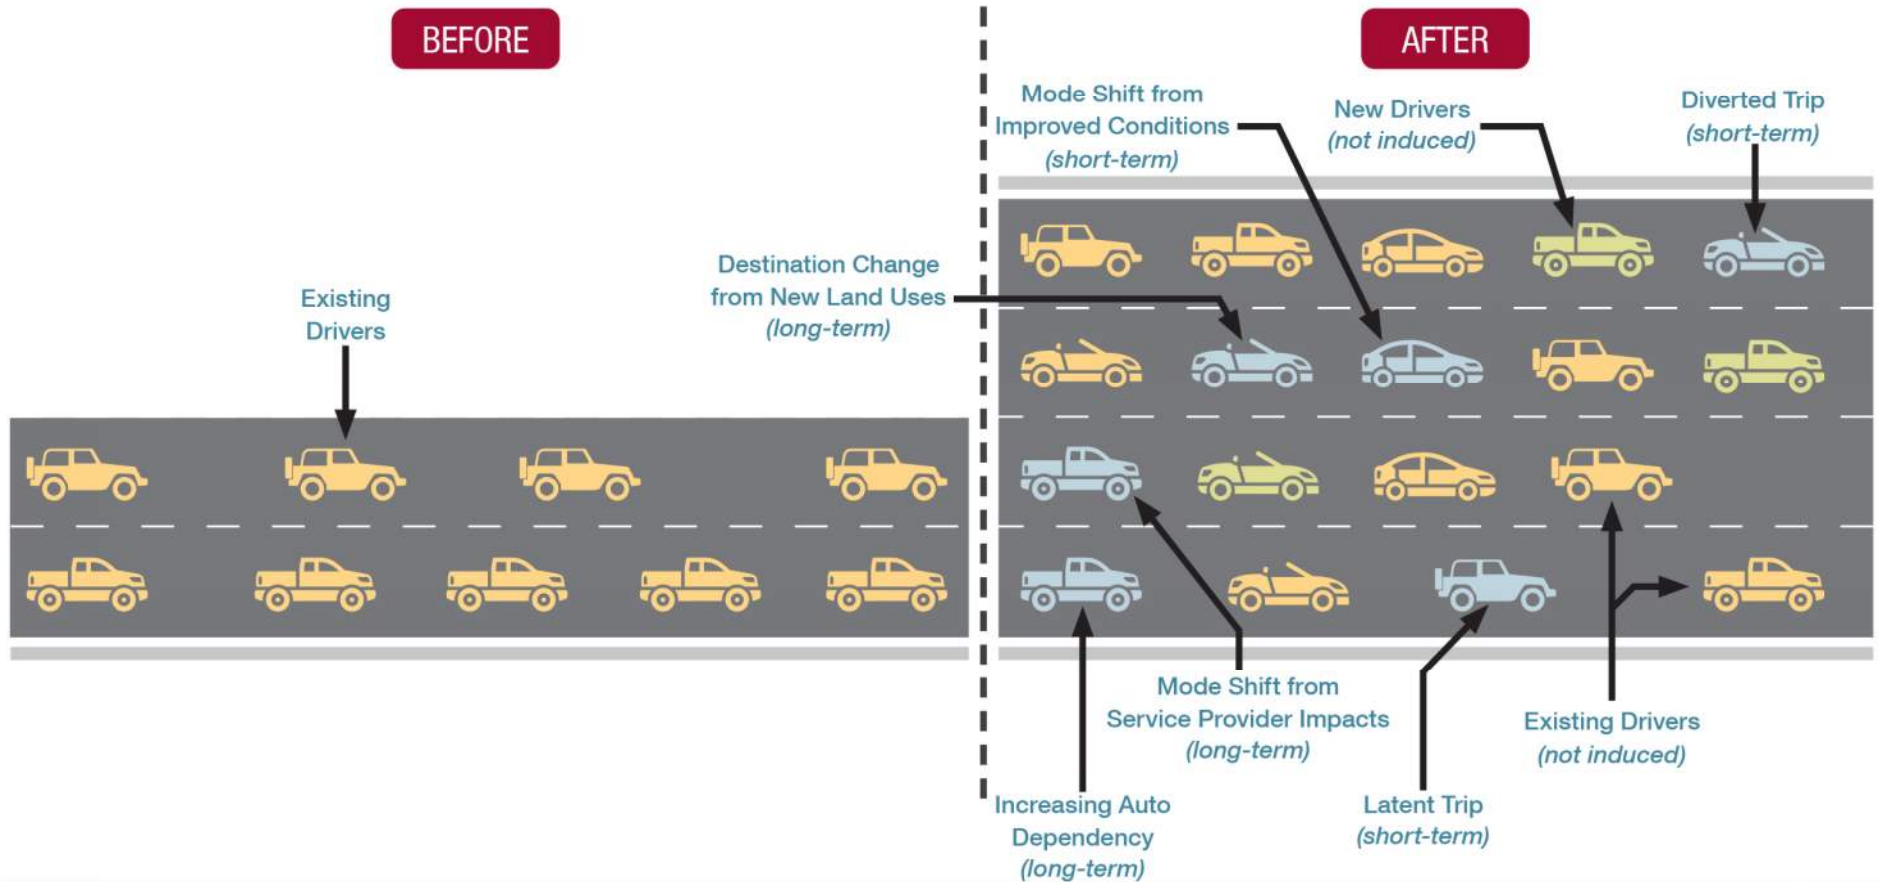 BEFORE
AFTER
Existing
Drivers
Destination Change
from New Land Uses
(long-term)
Mode Shift from
Improved Conditions
(short-term)
New Drivers
(not induced)
Diverted Trip
(short-term)
Mode Shift from
Service Provider Impacts
(long-term)
Existing Drivers
(not induced)
Increasing Auto
Dependency
(long-term)
Latent Trip
(short-term)